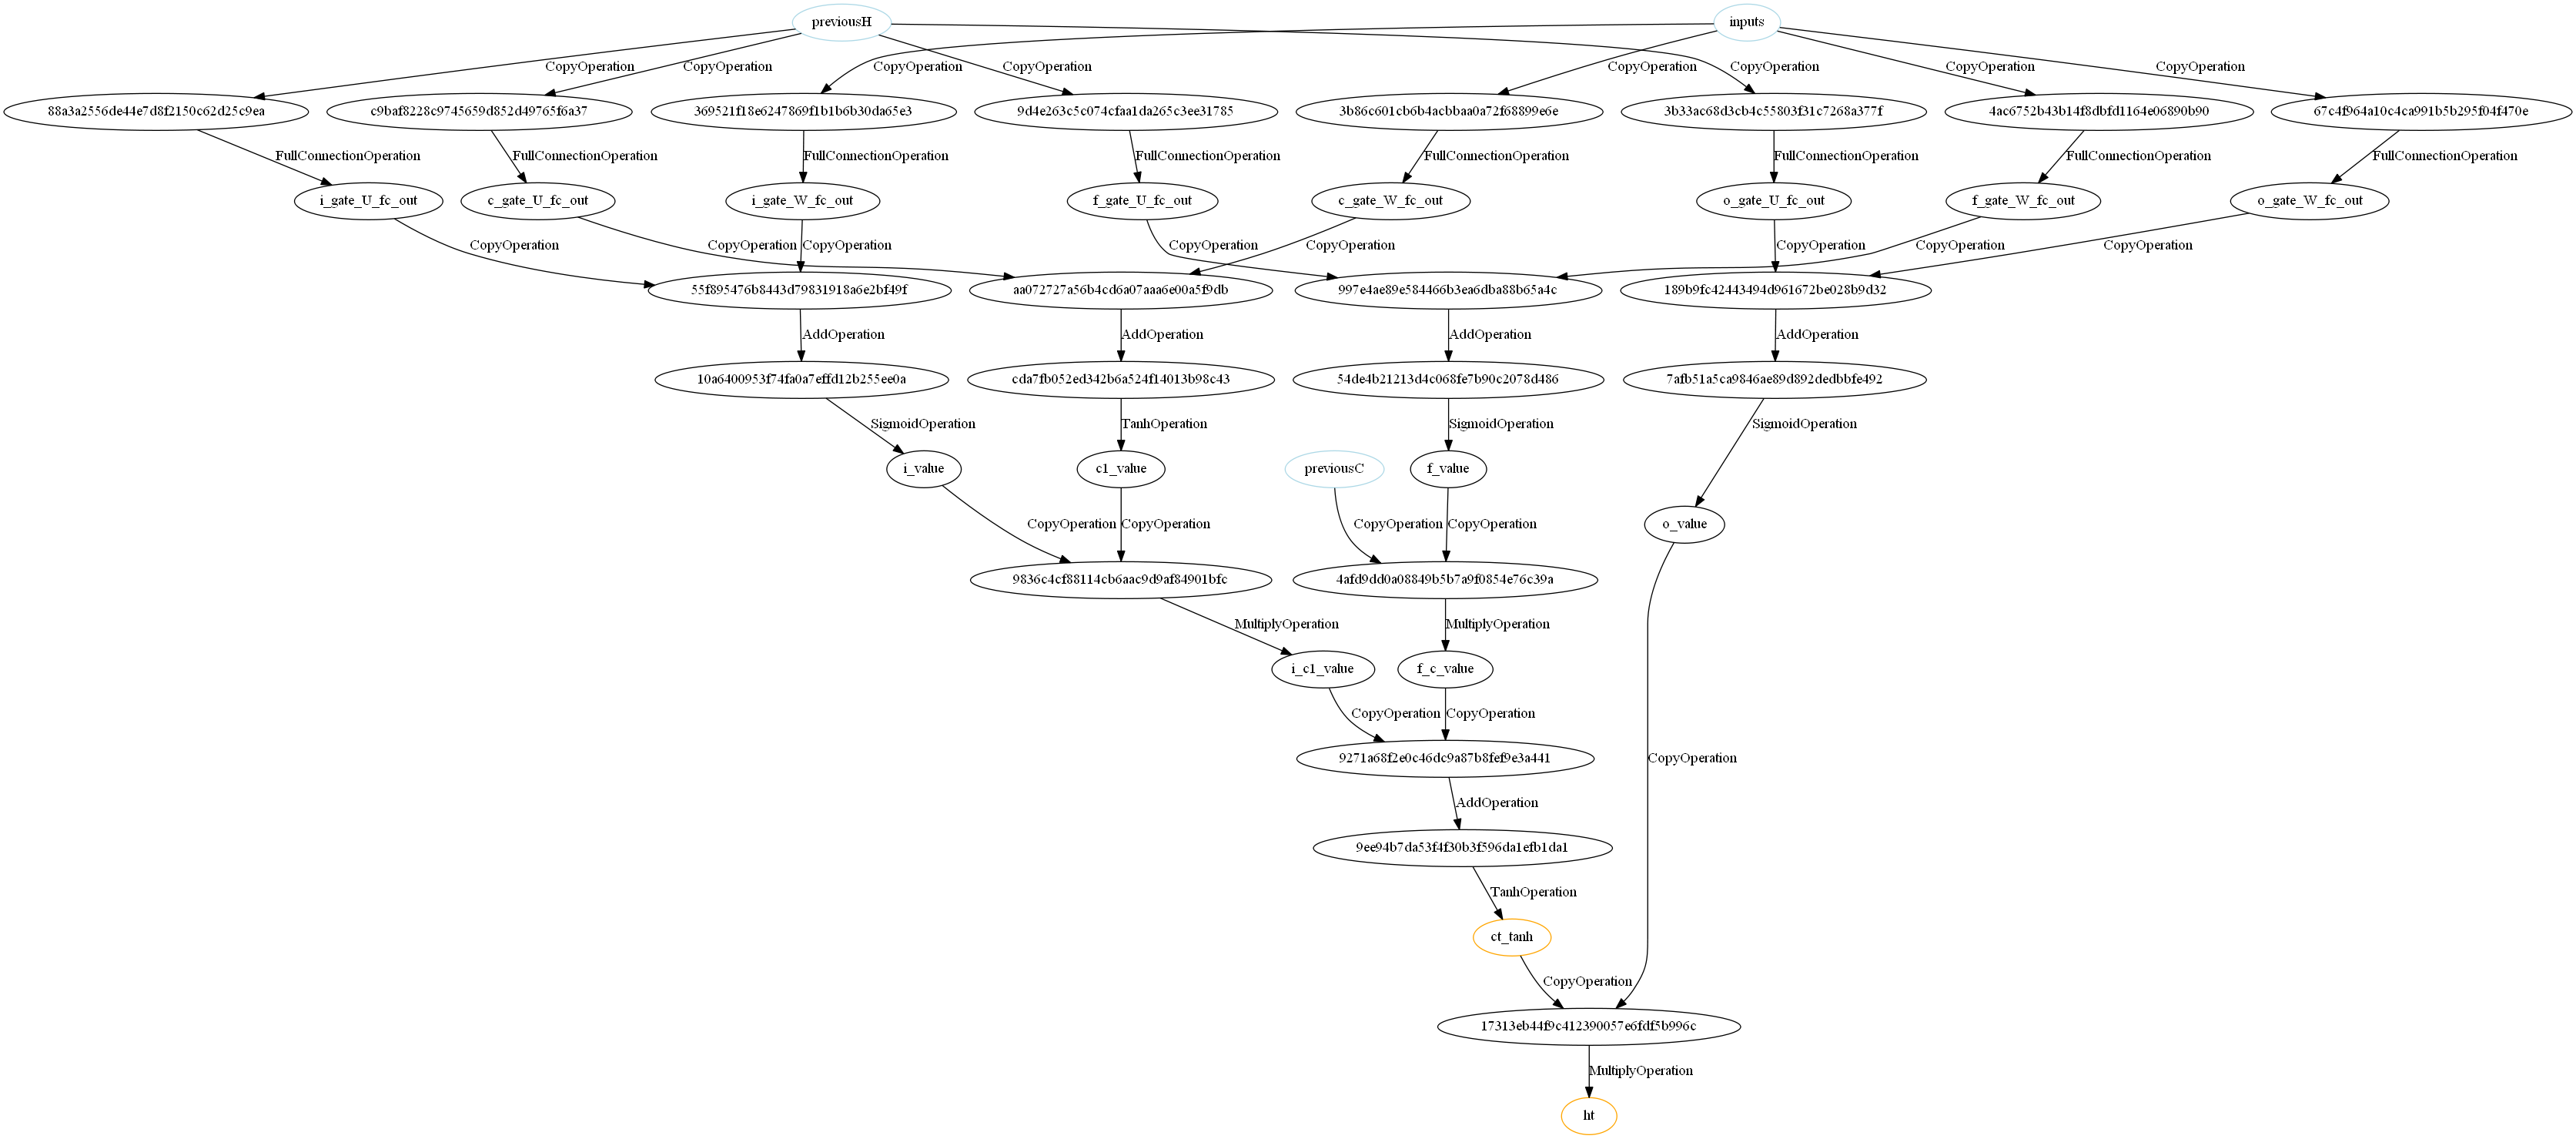 previousH
inputs
CopyOperation
CopyOperation
CopyOperation
CopyOperation
CopyOperation
CopyOperation
CopyOperation
CopyOperation
88a3a2556de44e7d8f2150c62d25c9ea
c9baf8228c9745659d852d49765f6a37
369521f18e6247869f1b1b6b30da65e3
9d4e263c5c074cfaa1da265c3ee31785
3b86c601cb6b4acbbaa0a72f68899e6e
3b33ac68d3cb4c55803f31c7268a377f
4ac6752b43b14f8dbfd1164e06890b90
67c4f964a10c4ca991b5b295f04f470e
FullConnectionOperation
FullConnectionOperation
FullConnectionOperation
FullConnectionOperation
FullConnectionOperation
FullConnectionOperation
FullConnectionOperation
FullConnectionOperation
i_gate_U_fc_out
c_gate_U_fc_out
i_gate_W_fc_out
f_gate_U_fc_out
c_gate_W_fc_out
o_gate_U_fc_out
f_gate_W_fc_out
o_gate_W_fc_out
CopyOperation
CopyOperation
CopyOperation
CopyOperation
CopyOperation
CopyOperation
CopyOperation
CopyOperation
55f895476b8443d79831918a6e2bf49f
aa072727a56b4cd6a07aaa6e00a5f9db
997e4ae89e584466b3ea6dba88b65a4c
189b9fc42443494d961672be028b9d32
AddOperation
AddOperation
AddOperation
AddOperation
10a6400953f74fa0a7effd12b255ee0a
cda7fb052ed342b6a524f14013b98c43
54de4b21213d4c068fe7b90c2078d486
7afb51a5ca9846ae89d892dedbbfe492
SigmoidOperation
TanhOperation
SigmoidOperation
SigmoidOperation
i_value
c1_value
previousC
f_value
o_value
CopyOperation
CopyOperation
CopyOperation
CopyOperation
9836c4cf88114cb6aac9d9af84901bfc
4afd9dd0a08849b5b7a9f0854e76c39a
MultiplyOperation
MultiplyOperation
i_c1_value
f_c_value
CopyOperation
CopyOperation
9271a68f2e0c46dc9a87b8fef9e3a441
CopyOperation
AddOperation
9ee94b7da53f4f30b3f596da1efb1da1
TanhOperation
ct_tanh
CopyOperation
17313eb44f9c412390057e6fdf5b996c
MultiplyOperation
ht